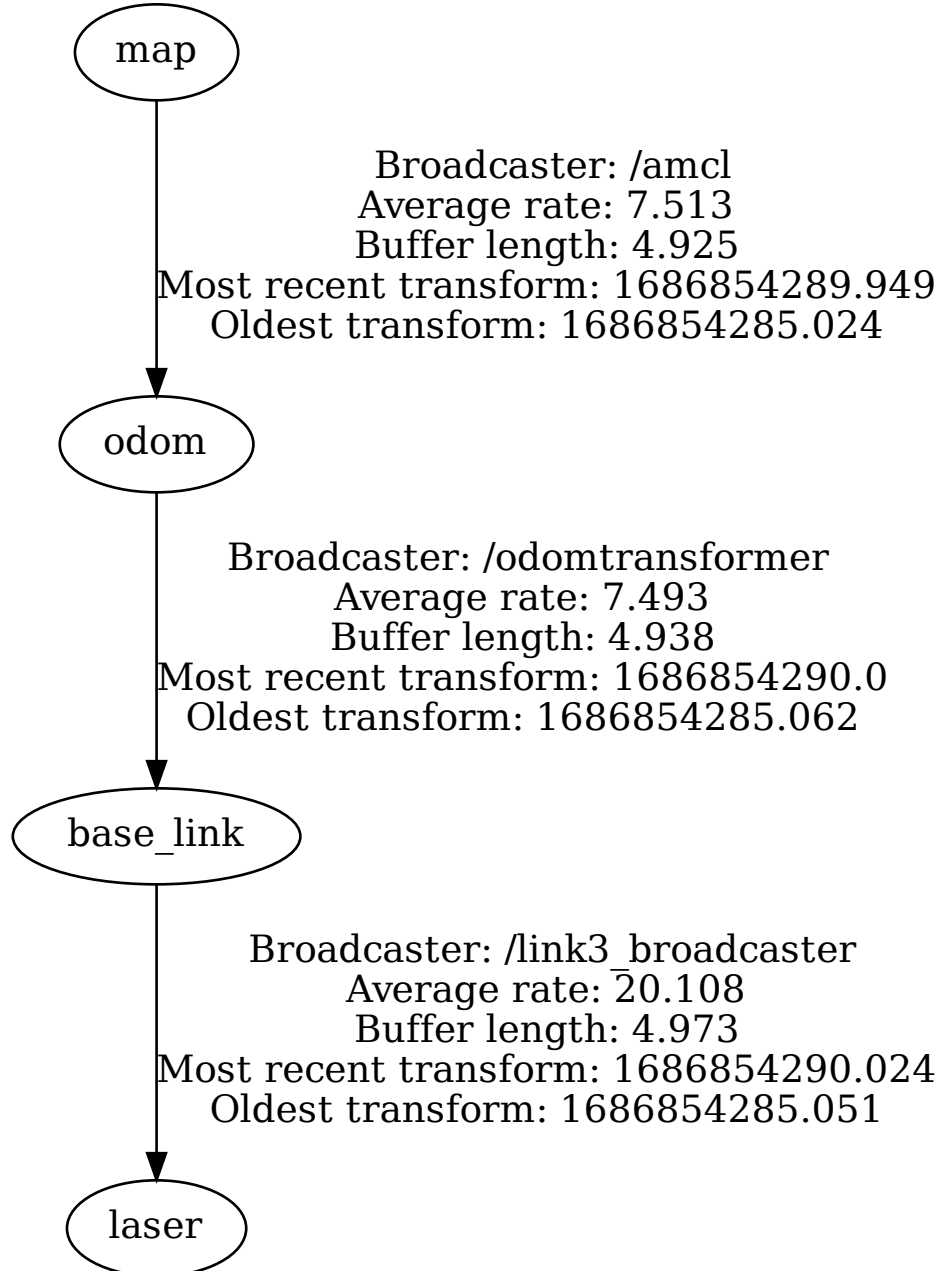 map
Broadcaster: /amcl
Average rate: 7.513
Buffer length: 4.925
Most recent transform: 1686854289.949
Oldest transform: 1686854285.024
odom
Broadcaster: /odomtransformer
Average rate: 7.493
Buffer length: 4.938
Most recent transform: 1686854290.0
Oldest transform: 1686854285.062
base_link
Broadcaster: /link3_broadcaster
Average rate: 20.108
Buffer length: 4.973
Most recent transform: 1686854290.024
Oldest transform: 1686854285.051
laser